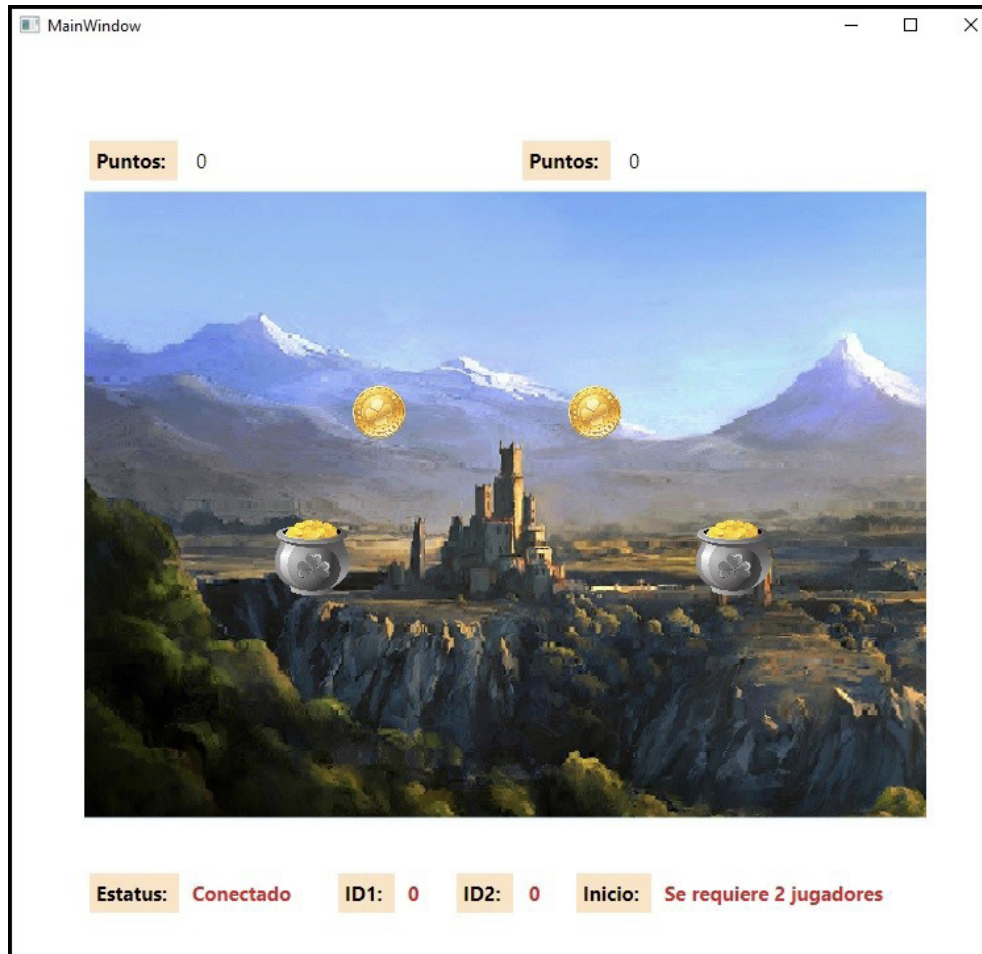 MainWindow
Puntos: 0 Puntos: 0
Estatus: Conectado ID1: 0 ID2: 0 Inicio: Se requiere 2 jugadores